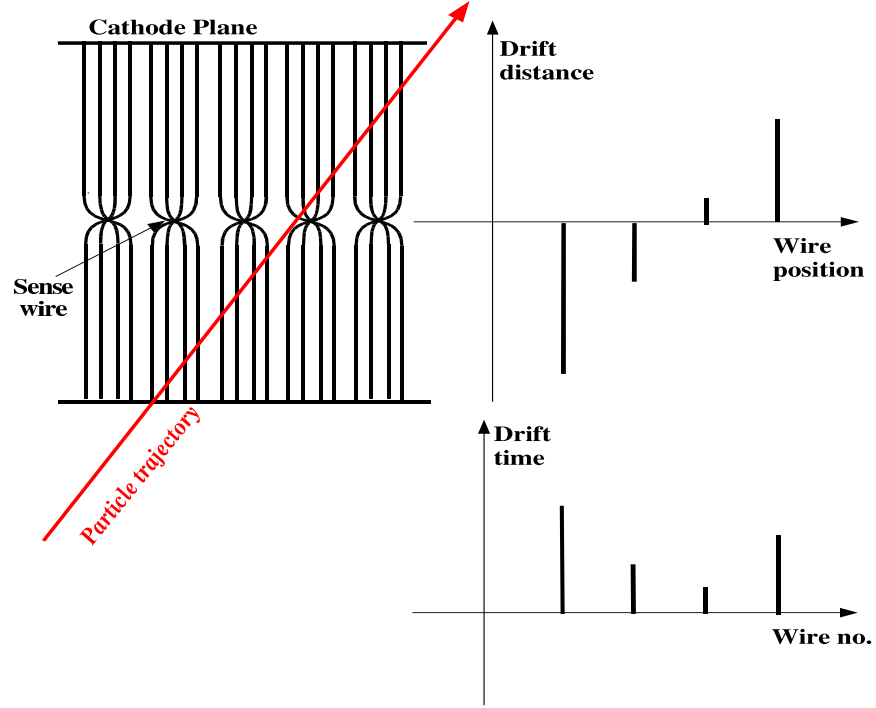 Cathode Plane
Drift
distance
Wire
position
Sense
wire
Particle trajectory
Drift
time
Wire no.